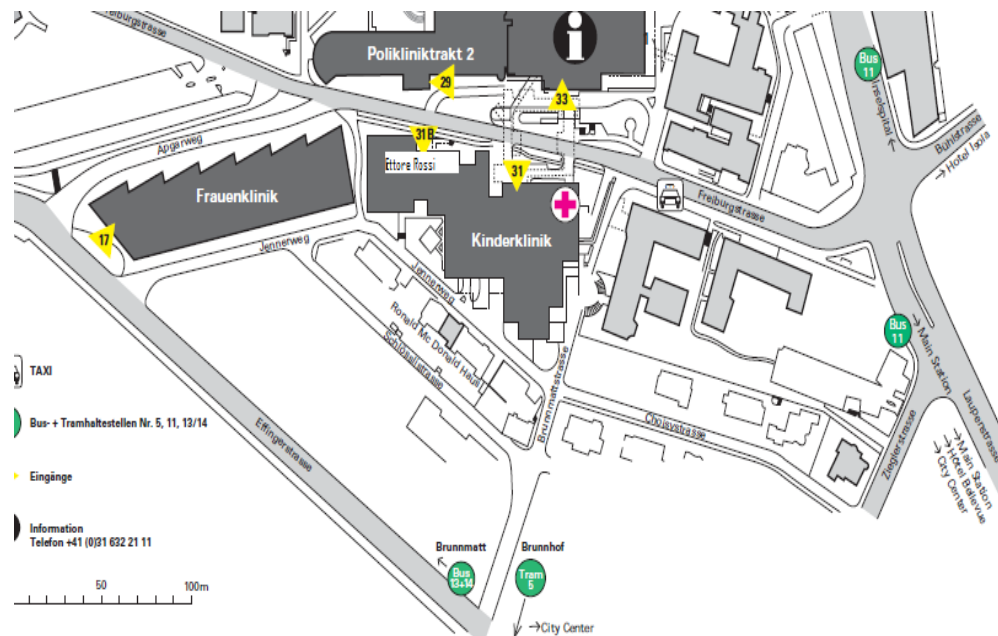 Freiburgstrasse
Polikliniktrakt 2
i
Bus
11
Inselspital
29
33
Bühlstrasse
→ Hotel Isola
Apgarweg
31B
Ettore Rossi
31
Frauenklinik
Freiburgstrasse
17
Kinderklinik
Jennerweg
Jennerweg
Ronald Mc Donald Haus
Schlösslistrasse
Bus
11
→ Main Station
TAXI
Brunnmattstrasse
Laupenstrasse
Bus- + Tramhaltestellen Nr. 5, 11, 13/14
Effingerstrasse
Choisystrasse
Zieglerstrasse
→ Main Station
→ Hôtel Bellevue
→ City Center
Eingänge
Information
Telefon +41 (0)31 632 21 11
Brunnmatt
Brunnhof
Bus
13+14
Tram
5
50
100m
→City Center